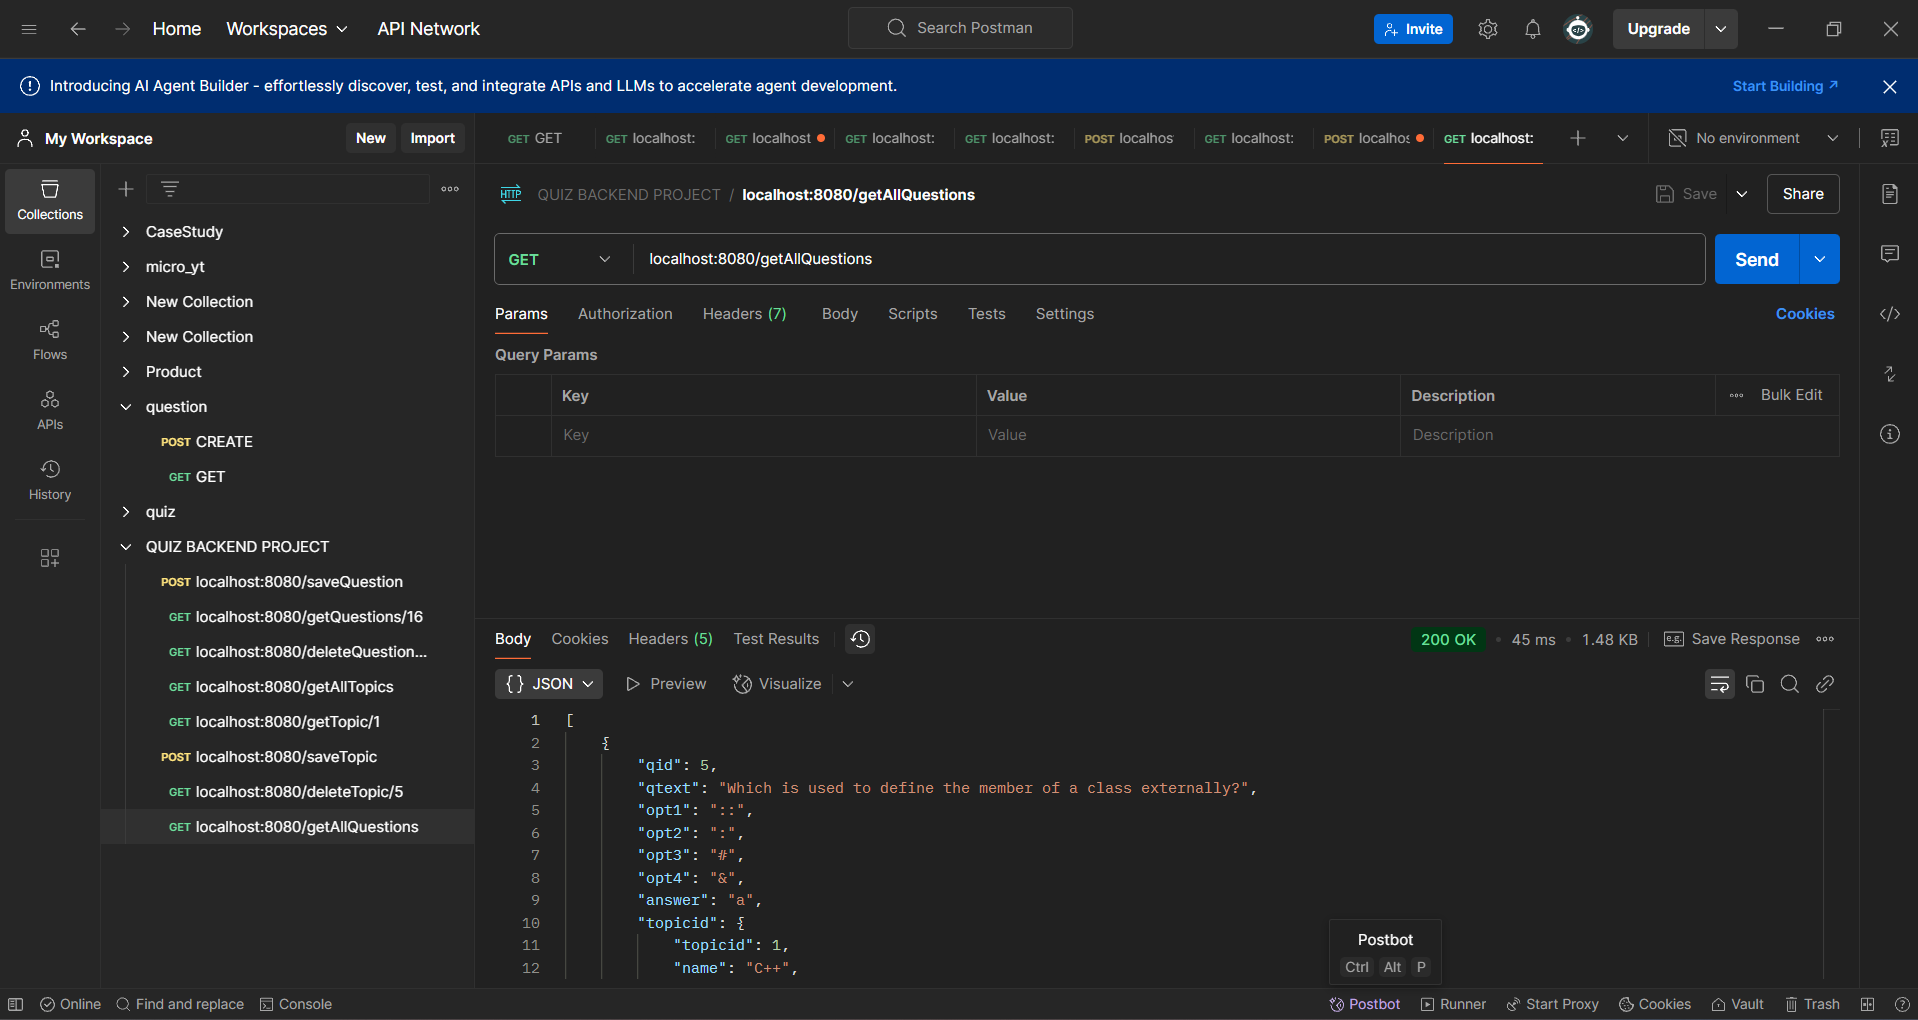 Home Workspaces API Network Search Postman Invite Upgrade
Introducing AI Agent Builder - effortlessly discover, test, and integrate APIs and LLMs to accelerate agent development. Start Building
My Workspace New Import
GET GET GET localhost: GET localhost GET localhost: GET localhost: POST localhos GET localhost: POST localhos GET localhost: No environment
Collections
Environments
Flows
APIs
History
CaseStudy
micro_yt
New Collection
New Collection
Product
question
POST CREATE
GET GET
quiz
QUIZ BACKEND PROJECT
POST localhost:8080/saveQuestion
GET localhost:8080/getQuestions/16
GET localhost:8080/deleteQuestion...
GET localhost:8080/getAllTopics
GET localhost:8080/getTopic/1
POST localhost:8080/saveTopic
GET localhost:8080/deleteTopic/5
GET localhost:8080/getAllQuestions
HTTP QUIZ BACKEND PROJECT / localhost:8080/getAllQuestions Save Share
GET localhost:8080/getAllQuestions Send
Params Authorization Headers (7) Body Scripts Tests Settings Cookies
Query Params
Key Value Description Bulk Edit
Key Value Description
Body Cookies Headers (5) Test Results 200 OK 45 ms 1.48 KB e.g. Save Response
{} JSON Preview Visualize
1 [
2 {
3 "qid": 5,
4 "qtext": "Which is used to define the member of a class externally?",
5 "opt1": "::",
6 "opt2": ":",
7 "opt3": "#",
8 "opt4": "&",
9 "answer": "a",
10 "topicid": {
11 "topicid": 1,
12 "name": "C++",
Postbot
Ctrl Alt P
Online Find and replace Console Postbot Runner Start Proxy Cookies Vault Trash